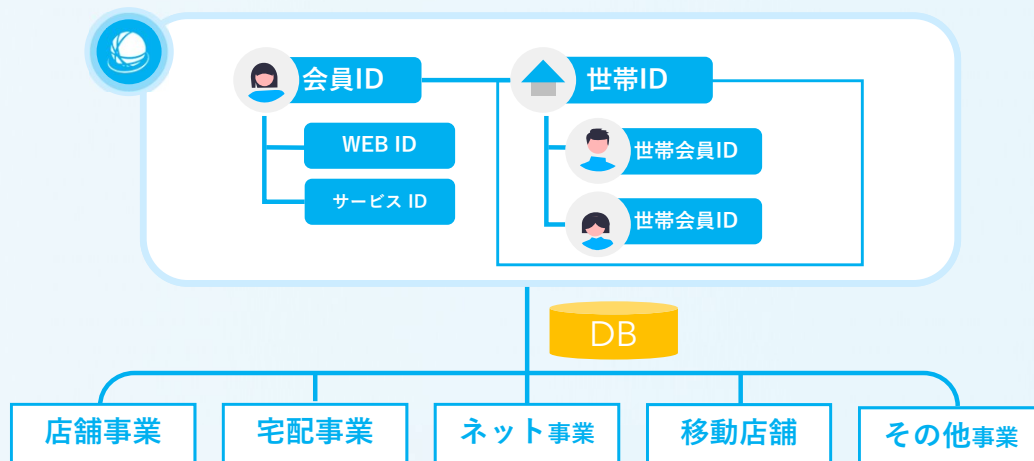 会員ID
世帯ID
WEB ID
世帯会員ID
サービス ID
世帯会員ID
DB
店舗事業
宅配事業
ネット事業
移動店舗
その他事業